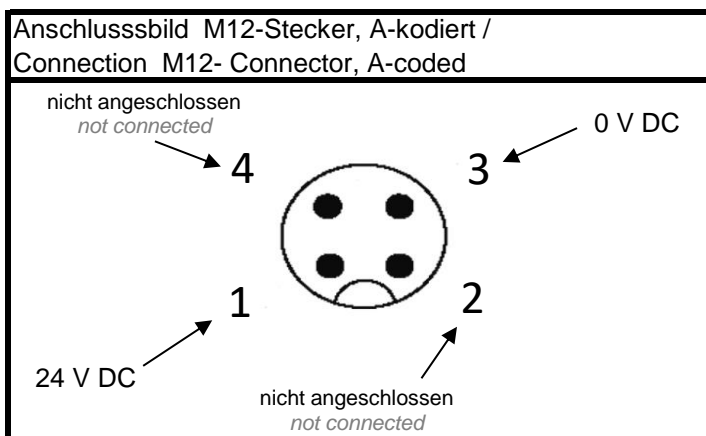 Anschlusssbild M12-Stecker, A-kodiert /
Connection M12- Connector, A-coded
nicht angeschlossen
not connected
0 V DC
4
3
1
2
24 V DC
nicht angeschlossen
not connected